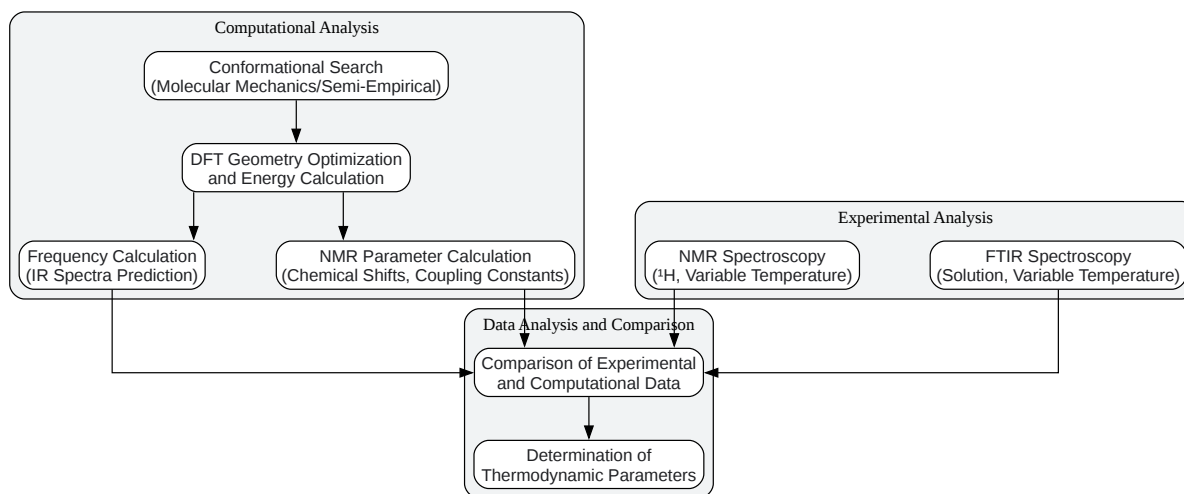 Computational Analysis
Conformational Search
(Molecular Mechanics/Semi-Empirical)
DFT Geometry Optimization
and Energy Calculation
Frequency Calculation
(IR Spectra Prediction)
NMR Parameter Calculation
(Chemical Shifts, Coupling Constants)
Experimental Analysis
NMR Spectroscopy
(¹H, Variable Temperature)
FTIR Spectroscopy
(Solution, Variable Temperature)
Data Analysis and Comparison
Comparison of Experimental
and Computational Data
Determination of
Thermodynamic Parameters